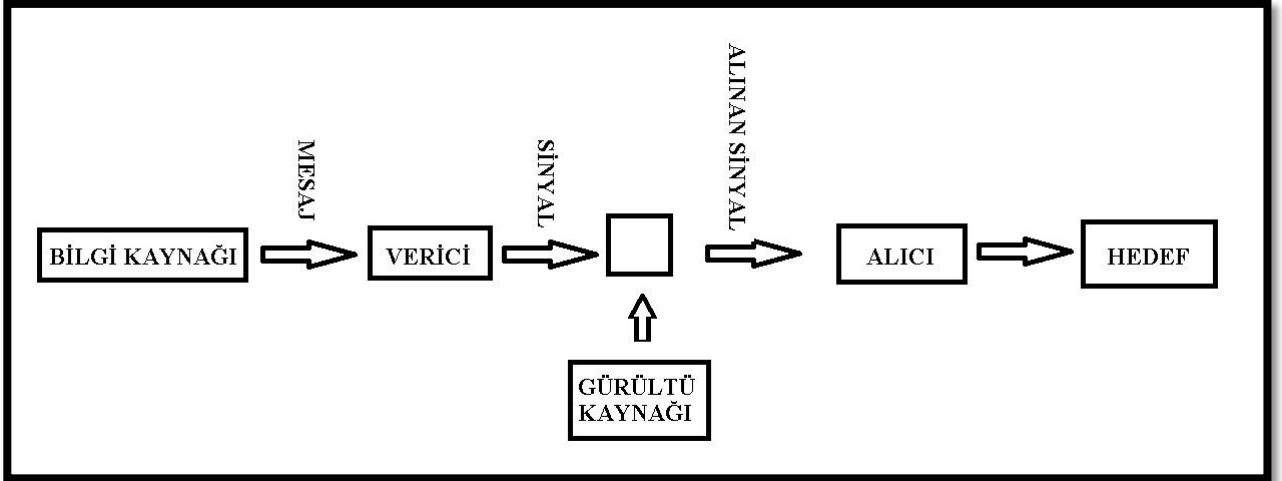 BİLGİ KAYNAĞI
MESAJ
VERİCİ
SİNYAL
GÜRÜLTÜ
KAYNAĞI
ALINAN SİNYAL
ALICI
HEDEF